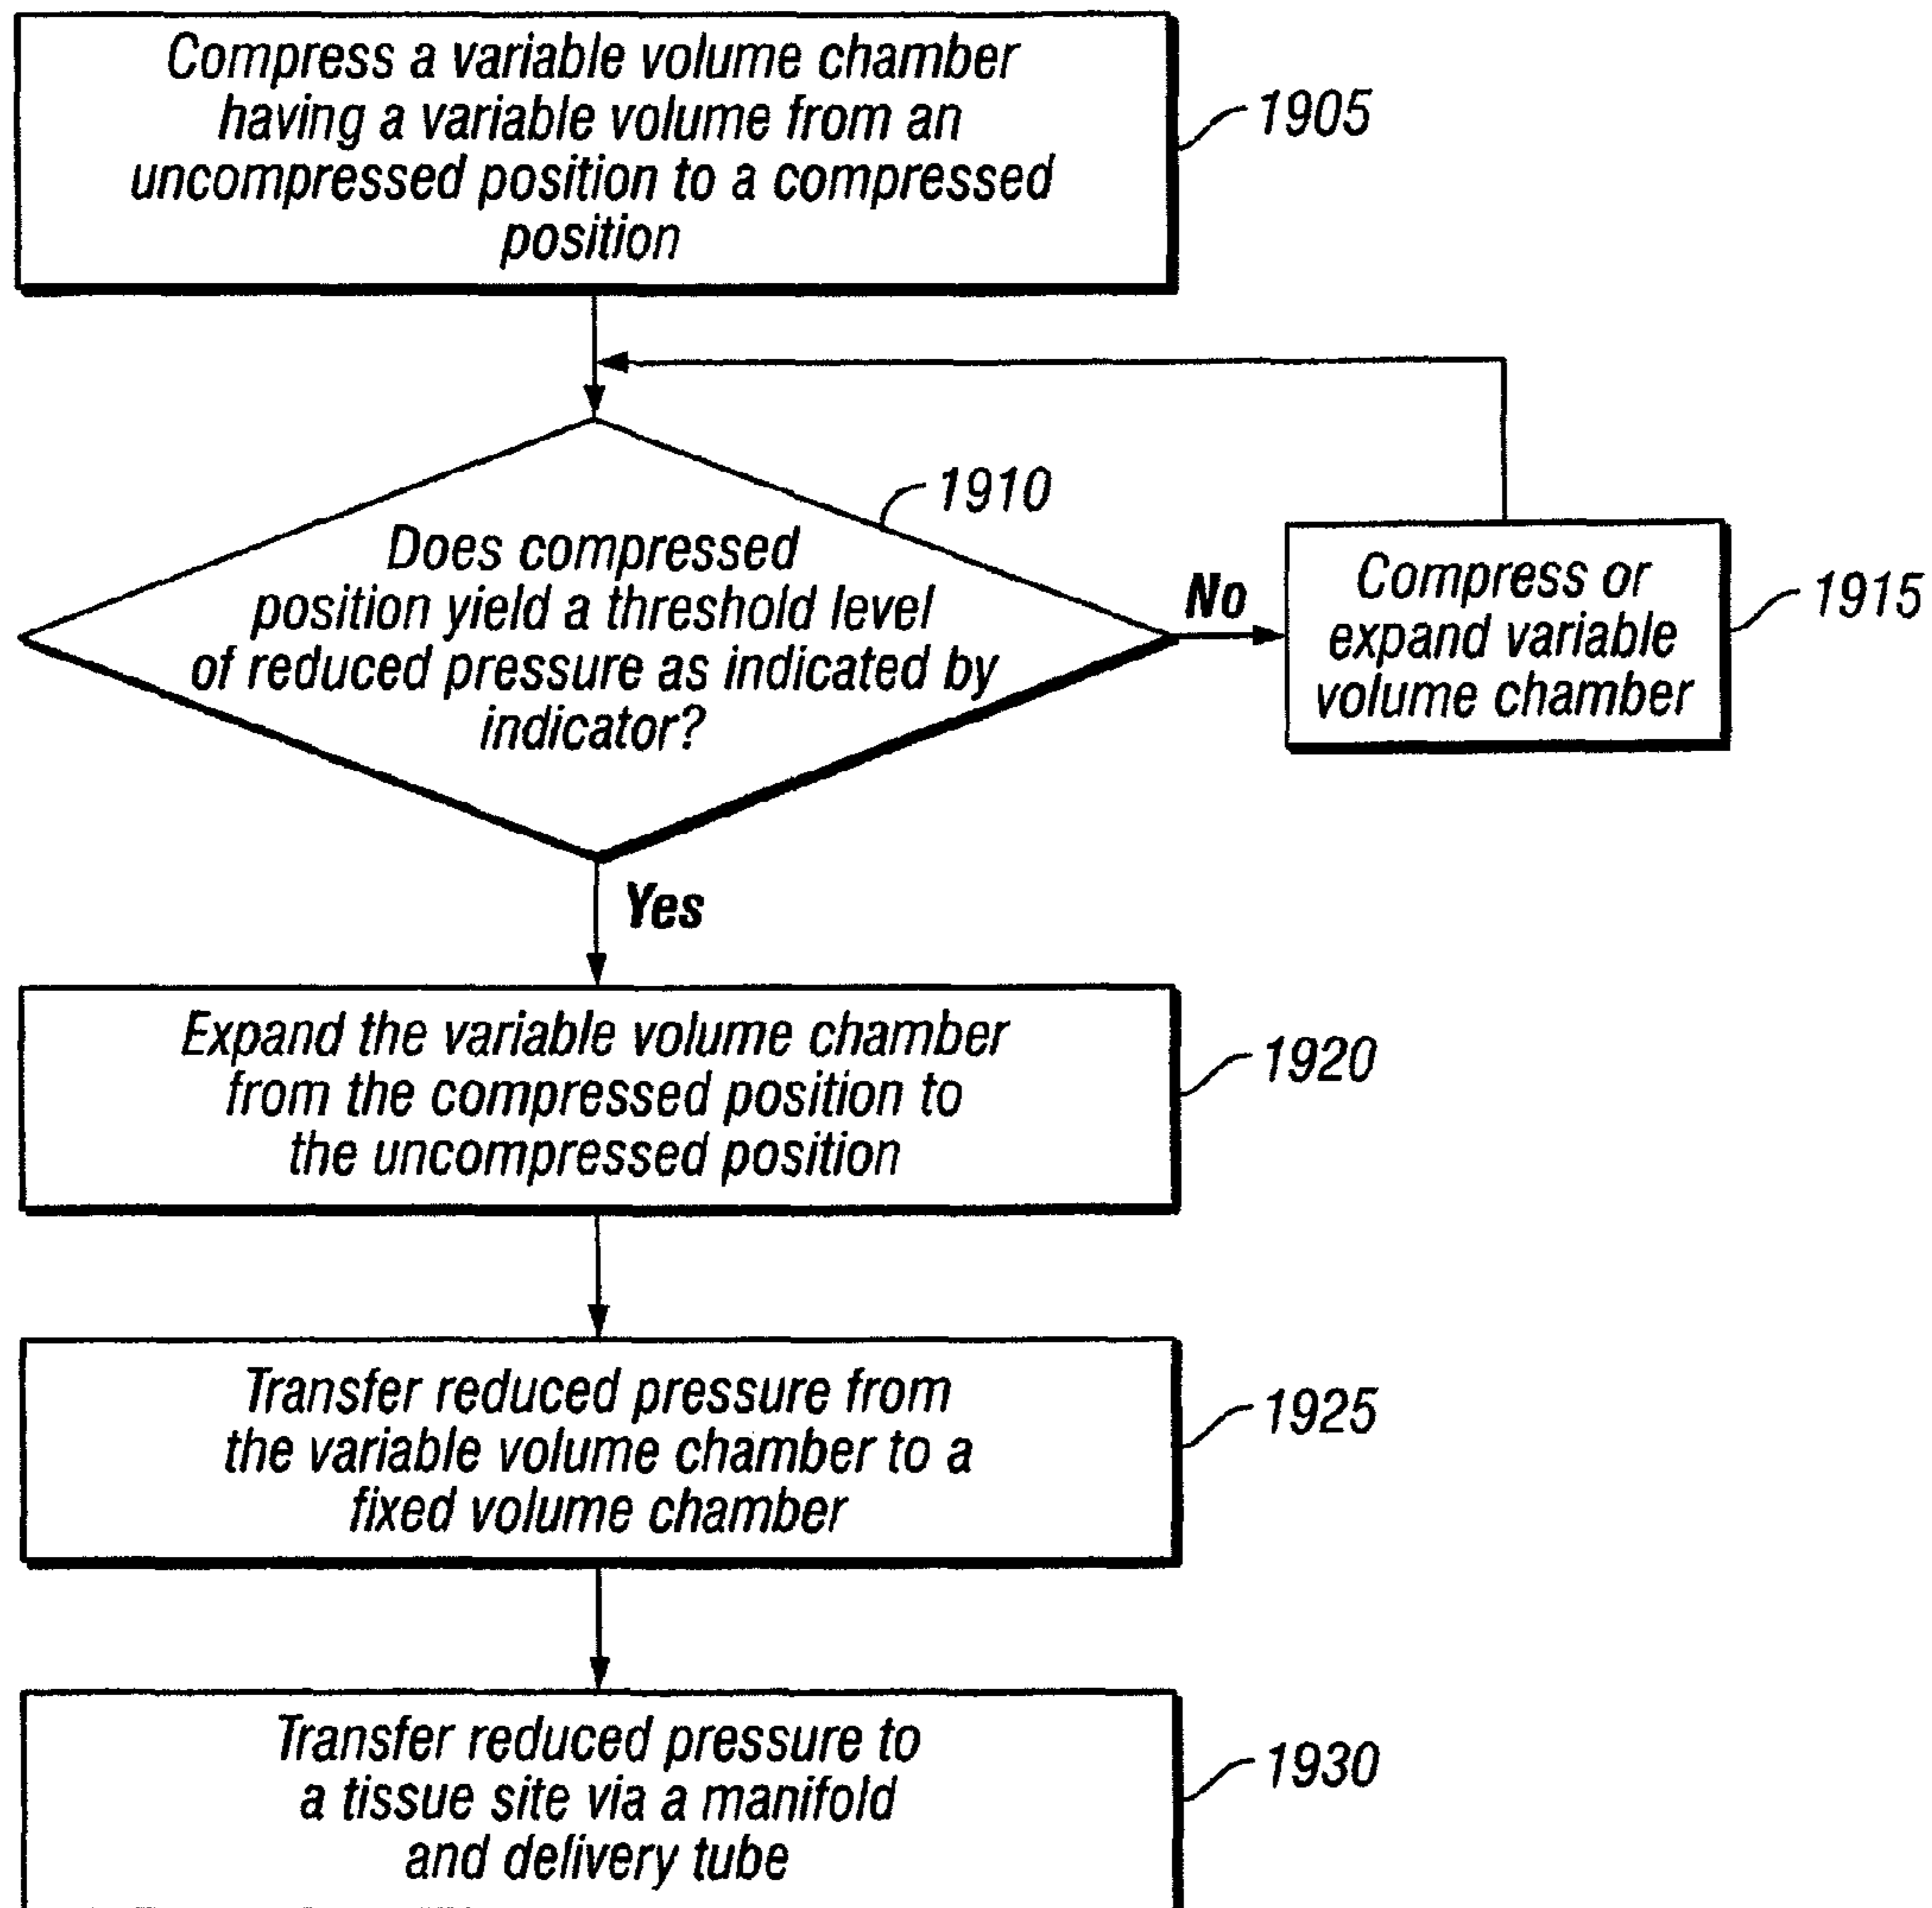 Compress a variable volume chamber
having a variable volume from an
uncompressed position to a compressed
position
1905
1910
Does compressed
position yield a threshold level
of reduced pressure as indicated by
indicator?
No
Compress or
expand variable
volume chamber
1915
Yes
Expand the variable volume chamber
from the compressed position to
the uncompressed position
1920
Transfer reduced pressure from
the variable volume chamber to a
fixed volume chamber
1925
Transfer reduced pressure to
a tissue site via a manifold
and delivery tube
1930